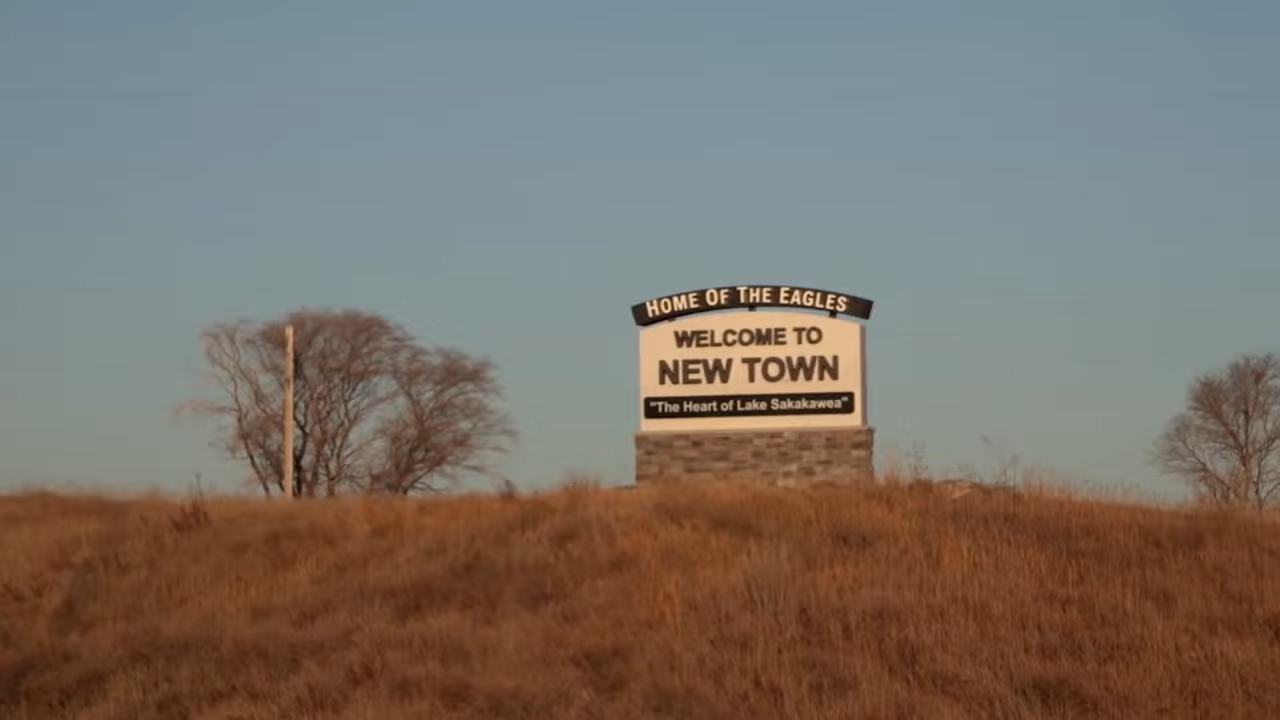 HOME OF THE EAGLES
WELCOME TO
NEW TOWN
"The Heart of Lake Sakakawea"